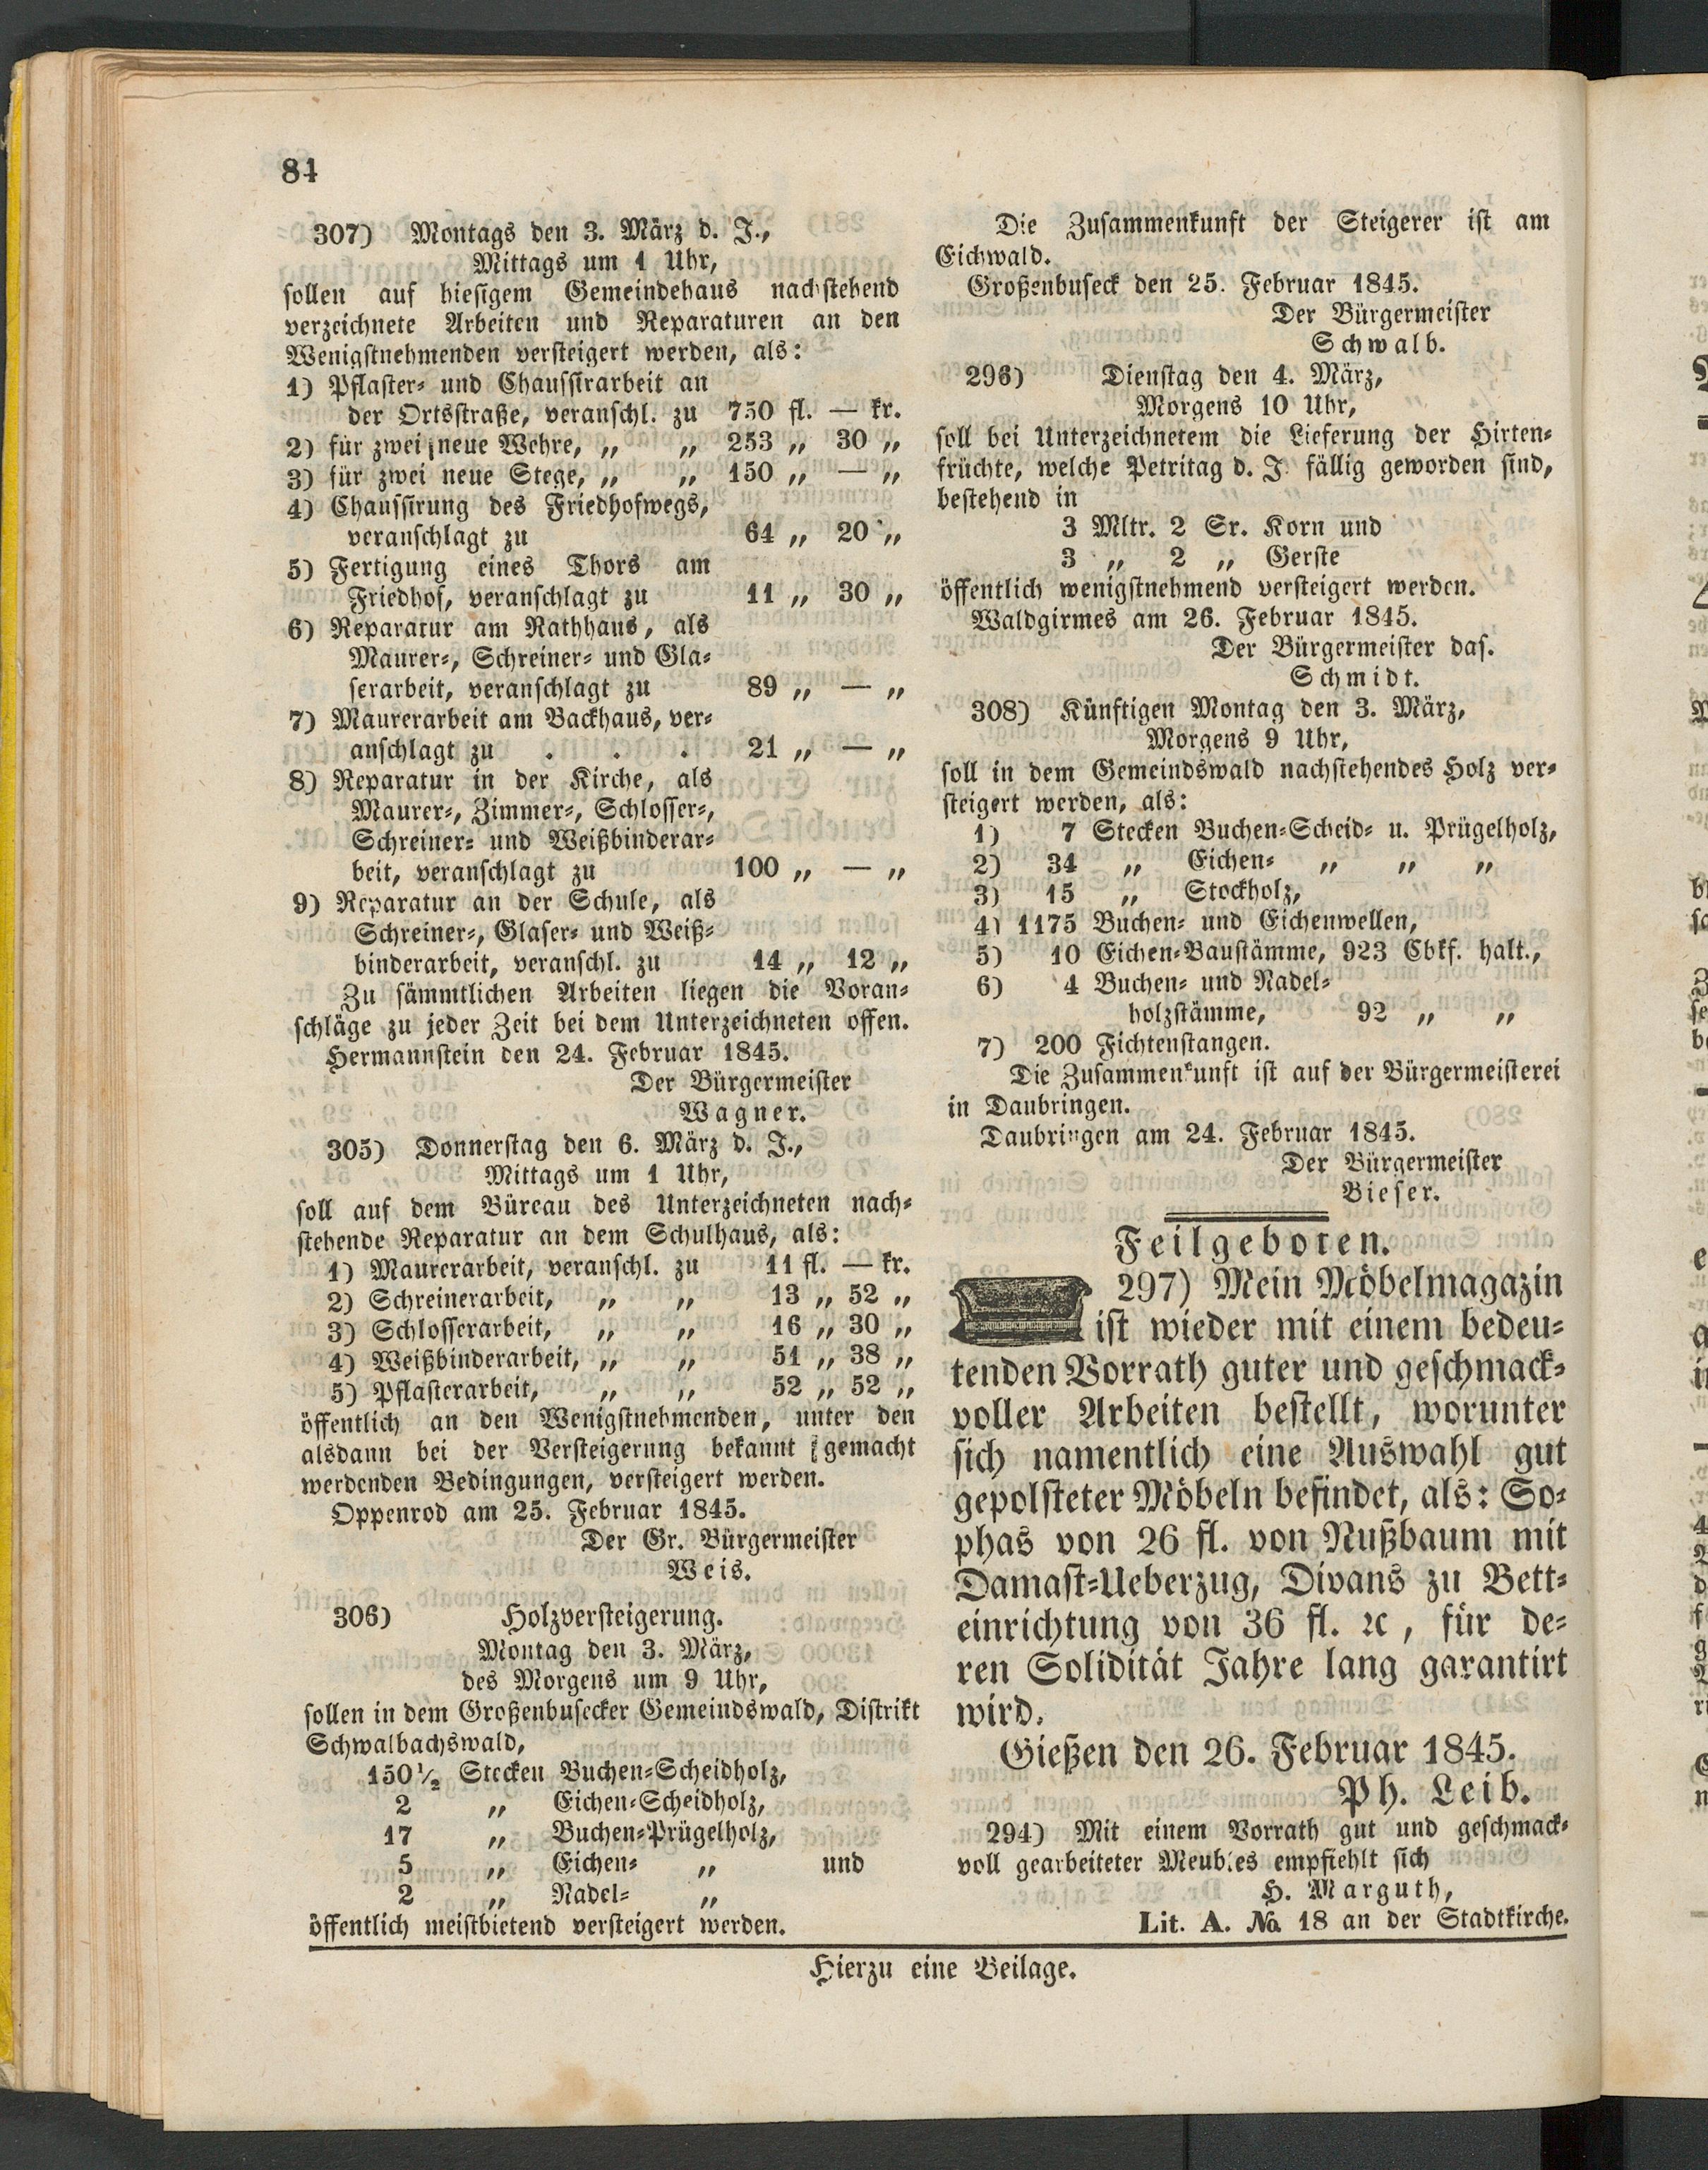 84
307) Montags den 3. März d. J.,
Mittags um 1 Uhr,
sollen auf hiesigem Gemeindehaus nachstehend
verzeichnete Arbeiten und Reparaturen an den
Wenigstnehmenden versteigert werden, als:
1) Pflaster- und Chaussirarbeit an
der Ortsstraße, veranschl. zu 750 fl. — kr.
2) für zwei neue Wehre, „ „ 253 „ 30 „
3) für zwei neue Stege, „ „ 150 „ — „
4) Chaussirung des Friedhofwegs,
veranschlagt zu 64 „ 20 „
5) Fertigung eines Thors am
Friedhof, veranschlagt zu 11 „ 30 „
6) Reparatur am Rathhaus, als
Maurer-, Schreiner- und Gla-
serarbeit, veranschlagt zu 89 „ — „
7) Maurerarbeit am Backhaus, ver-
anschlagt zu . . . 21 „ — „
8) Reparatur in der Kirche, als
Maurer-, Zimmer-, Schlosser-,
Schreiner- und Weißbinderar-
beit, veranschlagt zu 100 „ — „
9) Reparatur an der Schule, als
Schreiner-, Glaser- und Weiß-
binderarbeit, veranschl. zu 14 „ 12 „
Zu sämmtlichen Arbeiten liegen die Voran-
schläge zu jeder Zeit bei dem Unterzeichneten offen.
Hermannstein den 24. Februar 1845.
Der Bürgermeister
Wagner.
305) Donnerstag den 6. März d. J.,
Mittags um 1 Uhr,
soll auf dem Büreau des Unterzeichneten nach-
stehende Reparatur an dem Schulhaus, als:
1) Maurerarbeit, veranschl. zu 11 fl. — kr.
2) Schreinerarbeit, „ „ 13 „ 52 „
3) Schlosserarbeit, „ „ 16 „ 30 „
4) Weißbinderarbeit, „ „ 51 „ 38 „
5) Pflasterarbeit, „ „ 52 „ 52 „
öffentlich an den Wenigstnehmenden, unter den
alsdann bei der Versteigerung bekannt gemacht
werdenden Bedingungen, versteigert werden.
Oppenrod am 25. Februar 1845.
Der Gr. Bürgermeister
Weis.
306) Holzversteigerung.
Montag den 3. März,
des Morgens um 9 Uhr,
sollen in dem Großenbusecker Gemeindswald, Distrikt
Schwalbachswald,
150½ Stecken Buchen-Scheidholz,
2 „ Eichen-Scheidholz,
17 „ Buchen-Prügelholz,
5 „ Eichen- „ und
2 „ Nadel- „
öffentlich meistbietend versteigert werden.
Die Zusammenkunft der Steigerer ist am
Eichwald.
Großenbuseck den 25. Februar 1845.
Der Bürgermeister
Schwalb.
296) Dienstag den 4. März,
Morgens 10 Uhr,
soll bei Unterzeichnetem die Lieferung der Hirten-
früchte, welche Petritag d. J. fällig geworden sind,
bestehend in
3 Mltr. 2 Sr. Korn und
3 „ 2 „ Gerste
öffentlich wenigstnehmend versteigert werden.
Waldgirmes am 26. Februar 1845.
Der Bürgermeister das.
Schmidt.
308) Künftigen Montag den 3. März,
Morgens 9 Uhr,
soll in dem Gemeindswald nachstehendes Holz ver-
steigert werden, als:
1) 7 Stecken Buchen-Scheid- u. Prügelholz,
2) 34 „ Eichen- „ „ „
3) 15 „ Stockholz,
4) 1175 Buchen- und Eichenwellen,
5) 10 Eichen-Baustämme, 923 Cbkf. halt.,
6) 4 Buchen- und Nadel-
holzstämme, 92 „ „
7) 200 Fichtenstangen.
Die Zusammenkunft ist auf der Bürgermeisterei
in Daubringen.
Daubringen am 24. Februar 1845.
Der Bürgermeister
Bieser.
Feilgeboten.
297) Mein Möbelmagazin
ist wieder mit einem bedeu-
tenden Vorrath guter und geschmack-
voller Arbeiten bestellt, worunter
sich namentlich eine Auswahl gut
gepolsteter Möbeln befindet, als: So-
phas von 26 fl. von Nußbaum mit
Damast-Ueberzug, Divans zu Bett-
einrichtung von 36 fl. ꝛc, für de-
ren Solidität Jahre lang garantirt
wird.
Gießen den 26. Februar 1845.
Ph. Leib.
294) Mit einem Vorrath gut und geschmack-
voll gearbeiteter Meubles empfiehlt sich
H. Marguth,
Lit. A. № 18 an der Stadtkirche.
Hierzu eine Beilage.